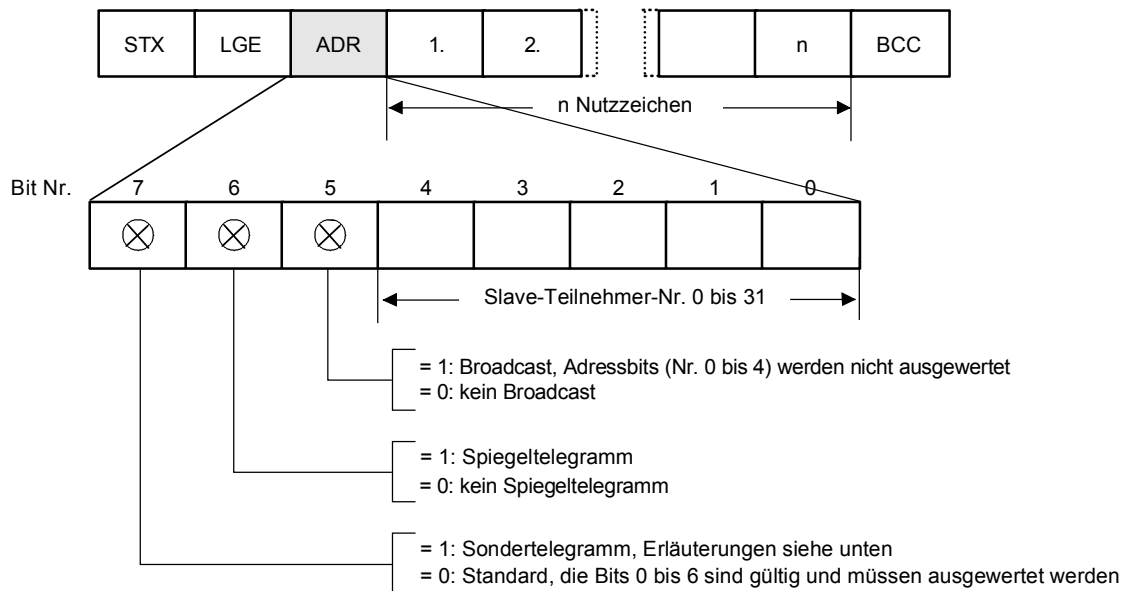 STX LGE ADR 1. 2. n BCC
n Nutzzeichen
Bit Nr. 7 6 5 4 3 2 1 0
Slave-Teilnehmer-Nr. 0 bis 31
= 1: Broadcast, Adressbits (Nr. 0 bis 4) werden nicht ausgewertet
= 0: kein Broadcast
= 1: Spiegeltelegramm
= 0: kein Spiegeltelegramm
= 1: Sondertelegramm, Erläuterungen siehe unten
= 0: Standard, die Bits 0 bis 6 sind gültig und müssen ausgewertet werden